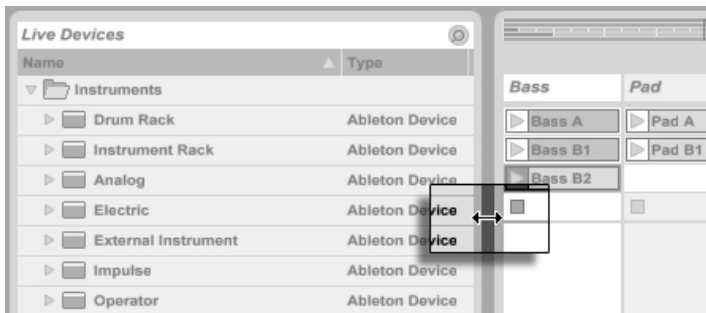 Live Devices
Name Type
Instruments
Drum Rack Ableton Device
Instrument Rack Ableton Device
Analog Ableton Device
Electric Ableton Device
External Instrument Ableton Device
Impulse Ableton Device
Operator Ableton Device
Bass Pad
Bass A Pad A
Bass B1 Pad B1
Bass B2